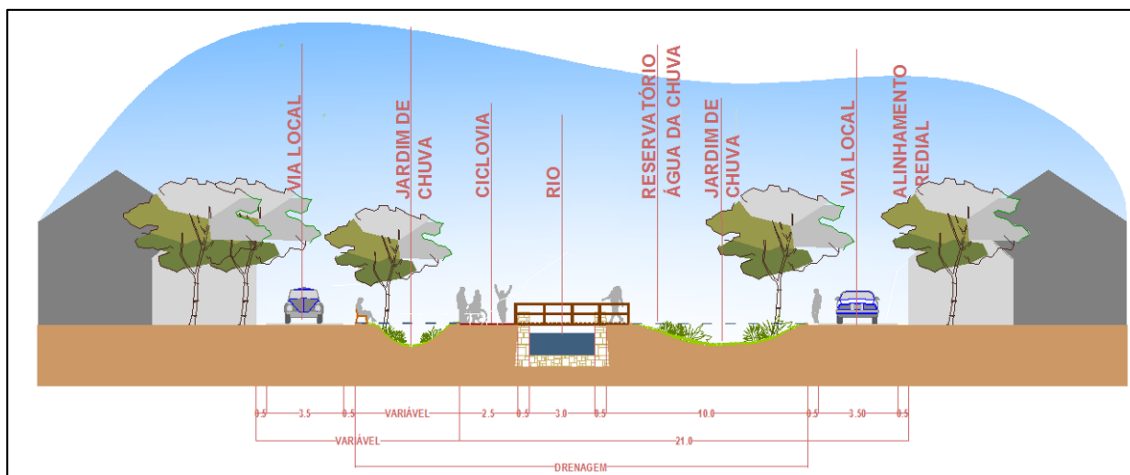 VIA LOCAL
JARDIM DE
CHUVA
CICLOVIA
RIO
RESERVATÓRIO
ÁGUA DA CHUVA
JARDIM DE
CHUVA
VIA LOCAL
ALINHAMENTO
PREDIAL
0.5 3.5 0.5 VARIÁVEL 2.5 0.5 3.0 0.5 10.0 0.5 3.50 0.5
VARIÁVEL 21.0
DRENAGEM